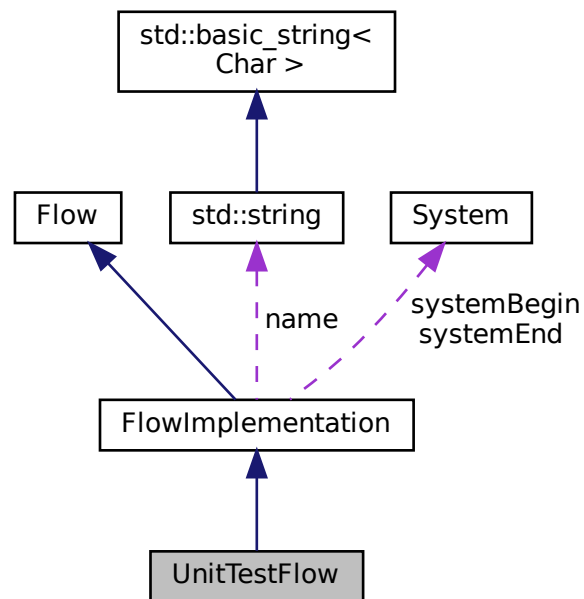 std::basic_string<
Char >
Flow
std::string
System
name
systemBegin
systemEnd
FlowImplementation
UnitTestFlow